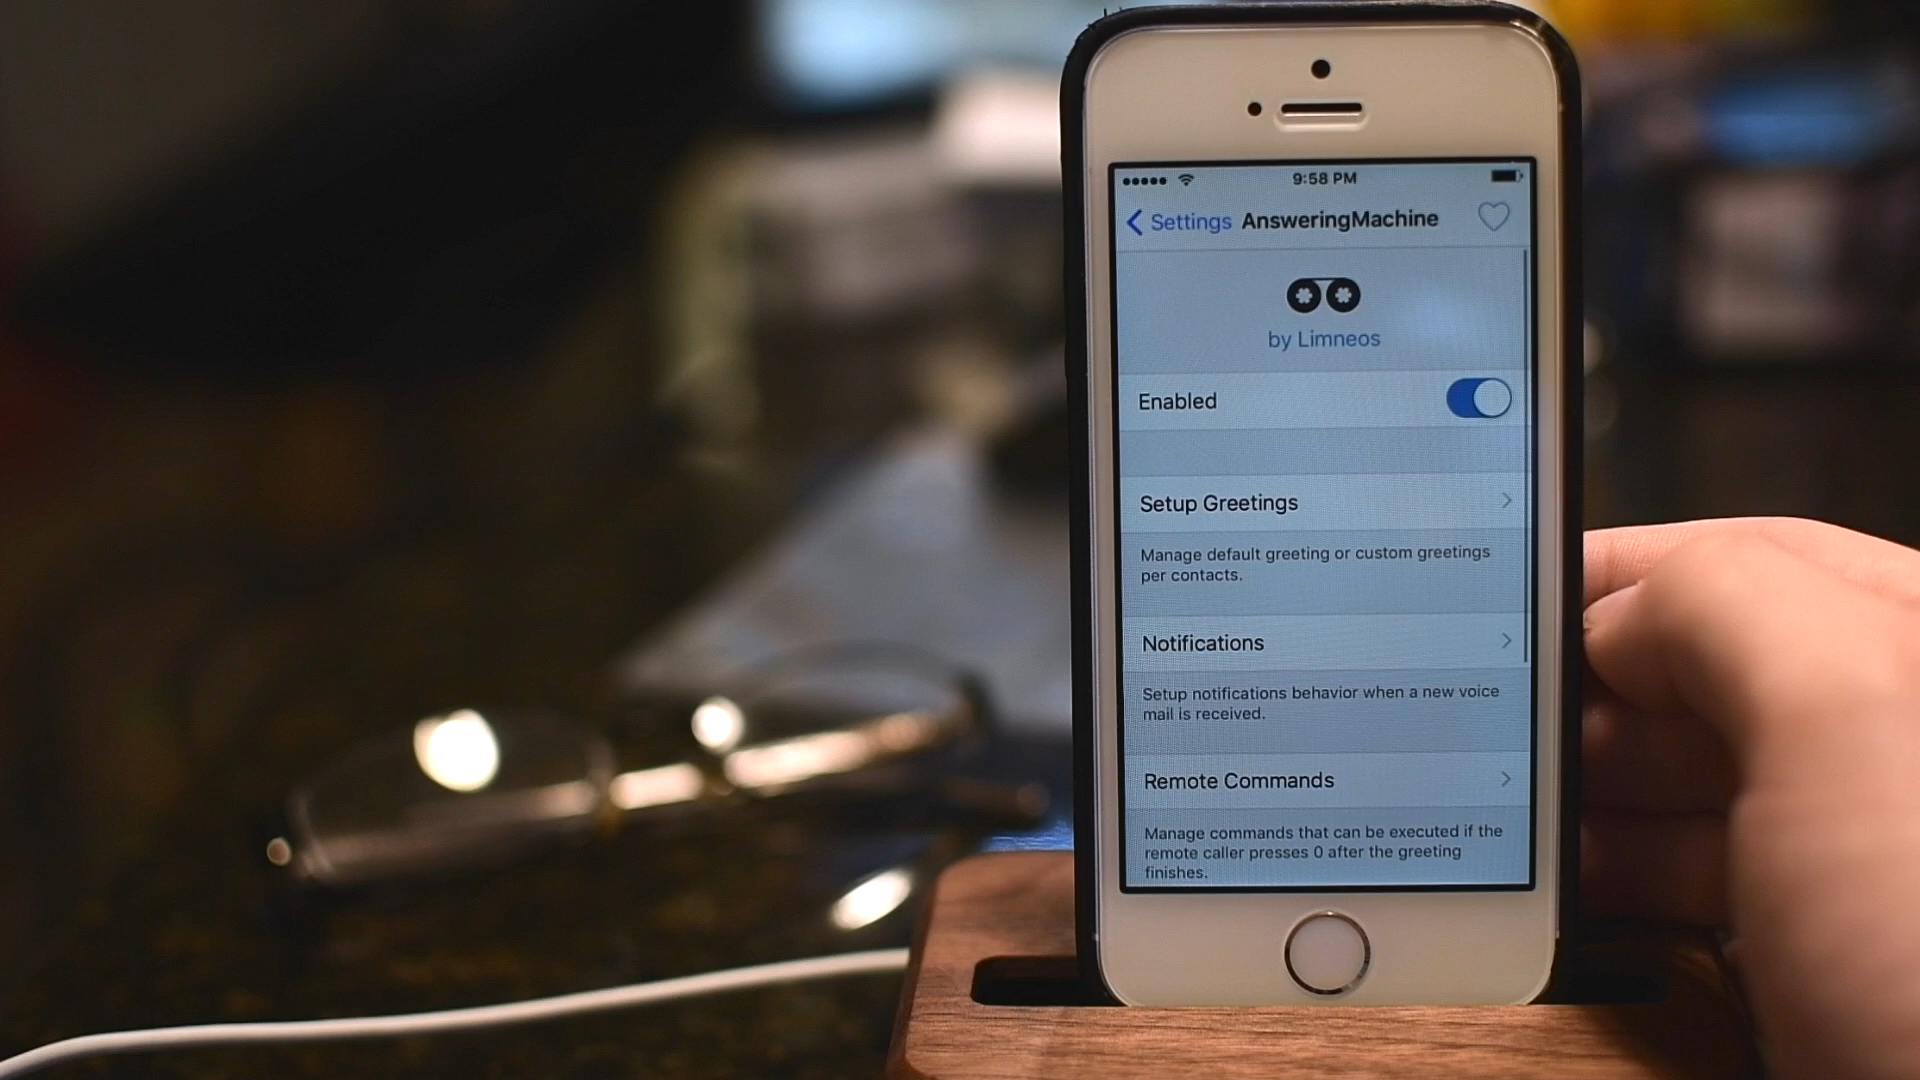 9:58 PM
Settings AnsweringMachine
by Limneos
Enabled
Setup Greetings
Manage default greeting or custom greetings
per contacts.
Notifications
Setup notifications behavior when a new voice
mail is received.
Remote Commands
Manage commands that can be executed if the
remote caller presses 0 after the greeting
finishes.